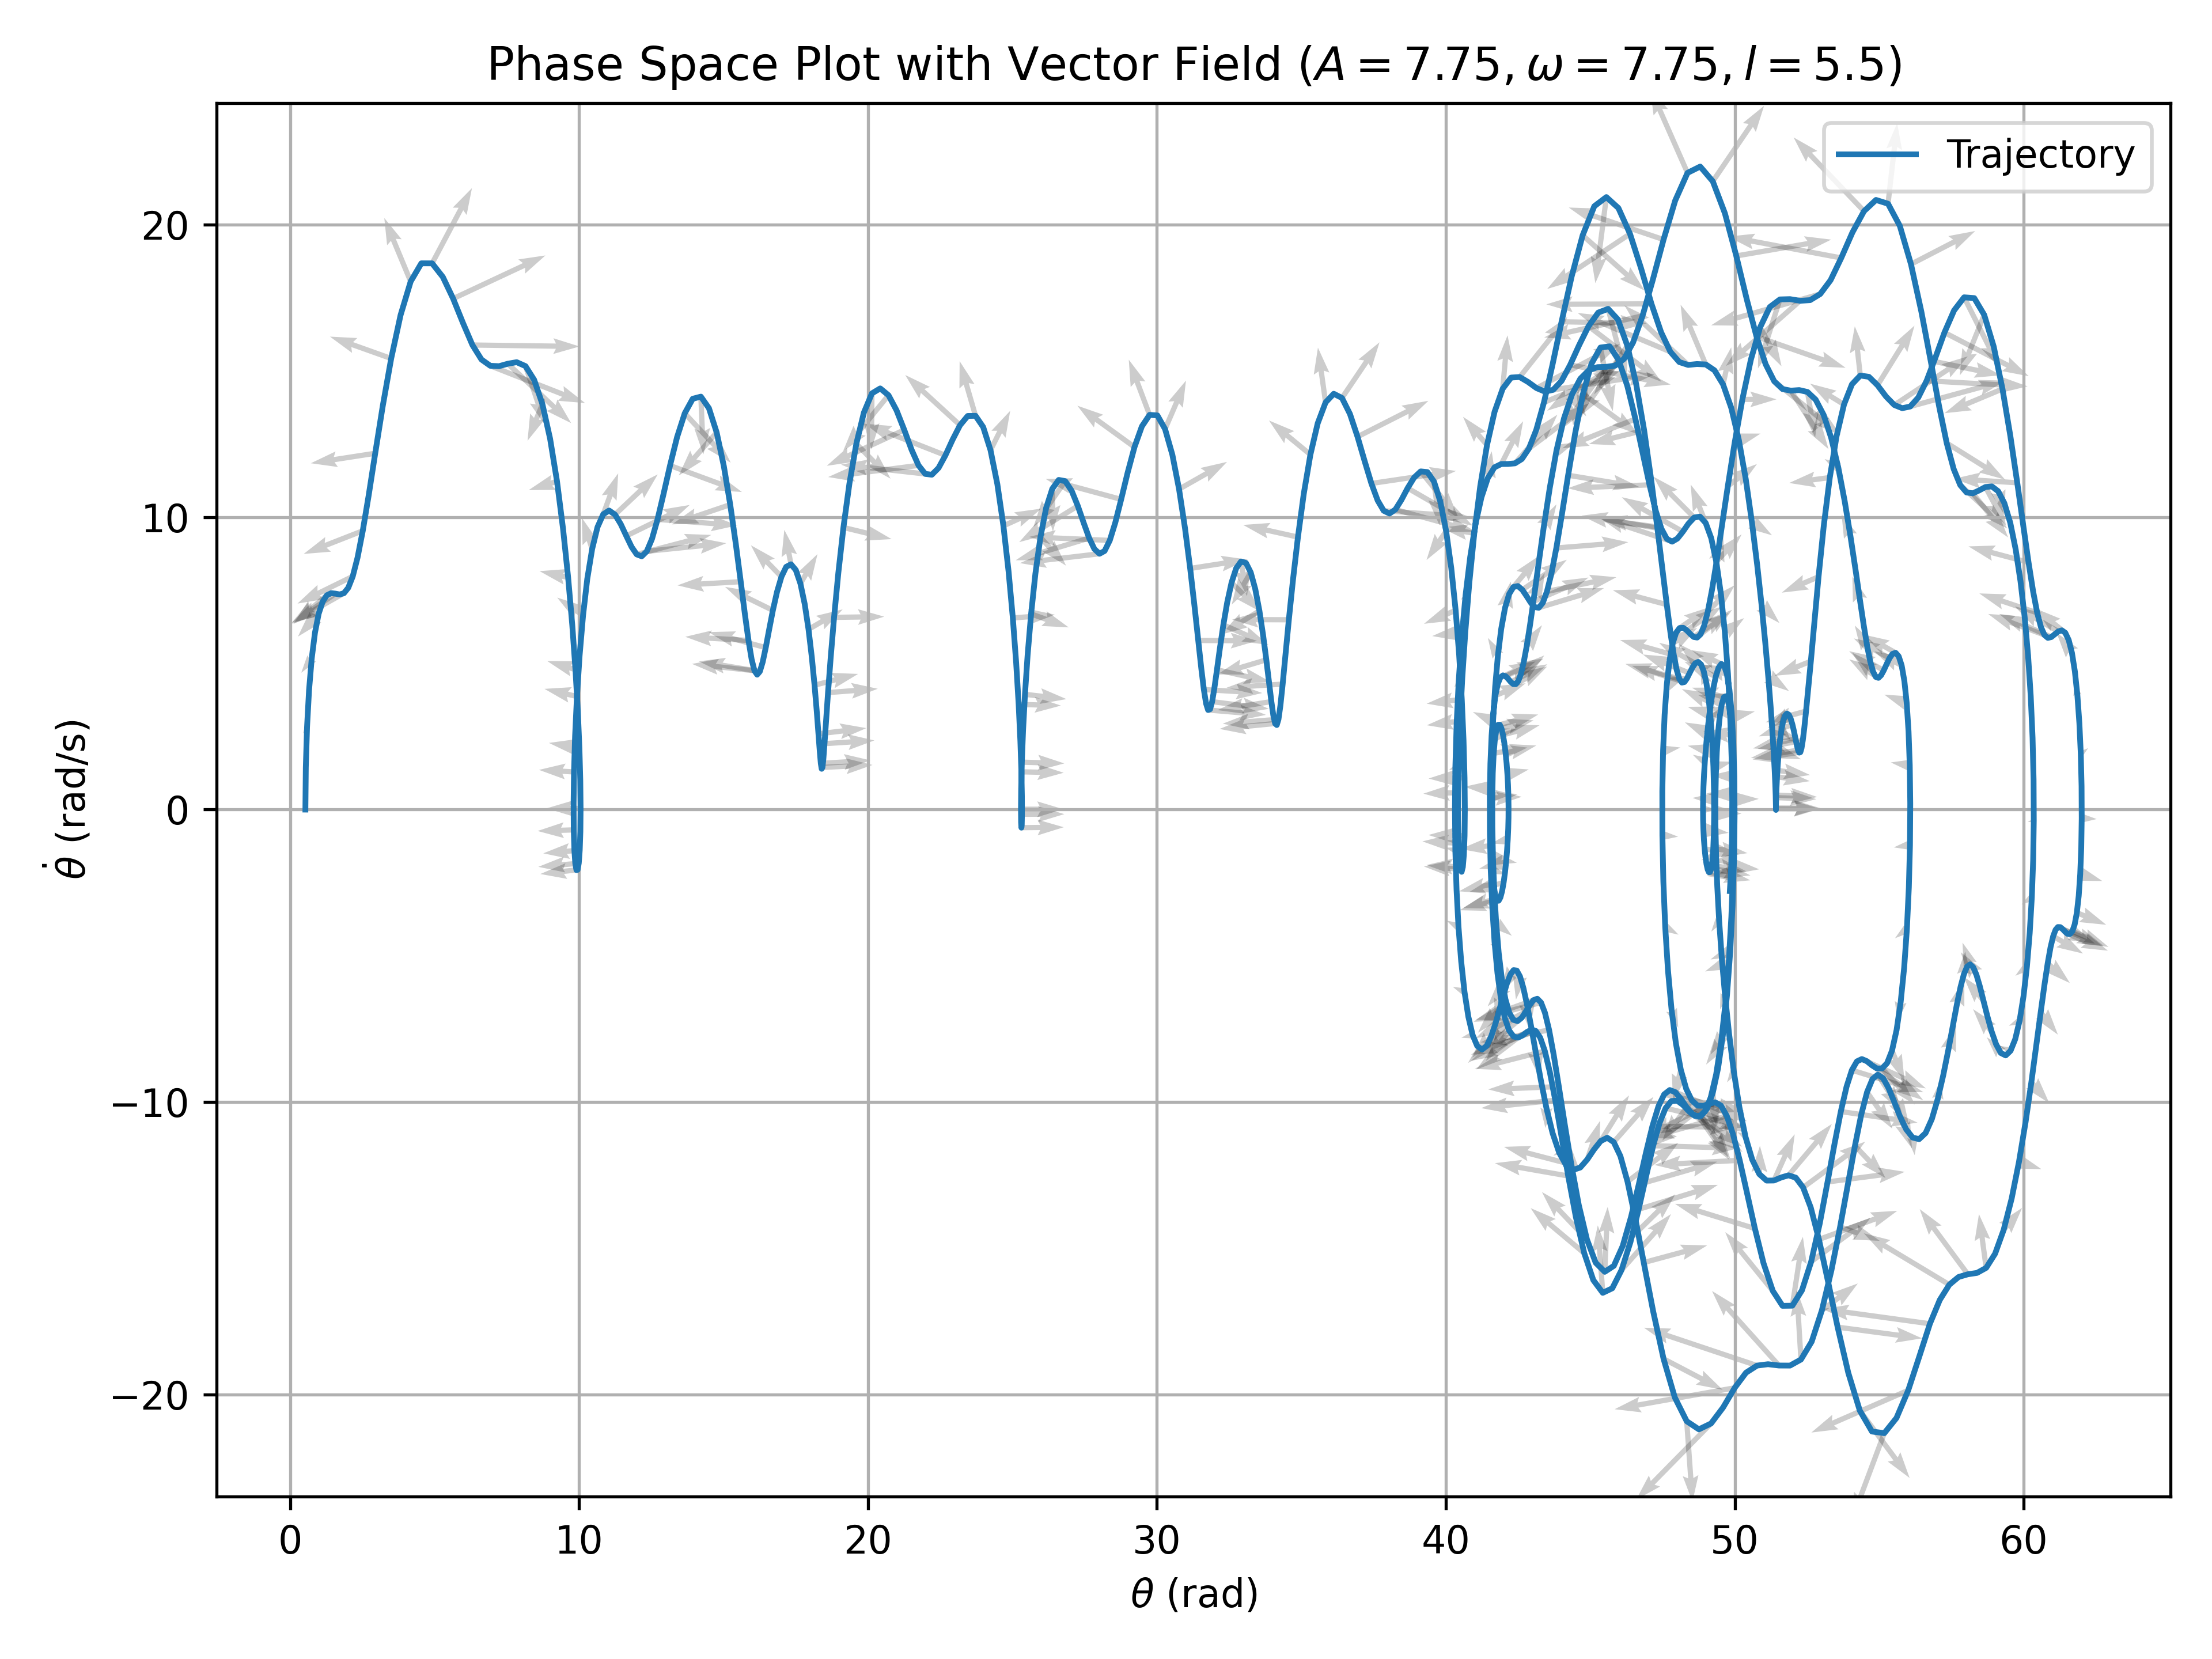 Phase Space Plot with Vector Field (A = 7.75, ω = 7.75, l = 5.5)
Trajectory
20
10
0
−10
−20
θ̇ (rad/s)
0 10 20 30 40 50 60
θ (rad)